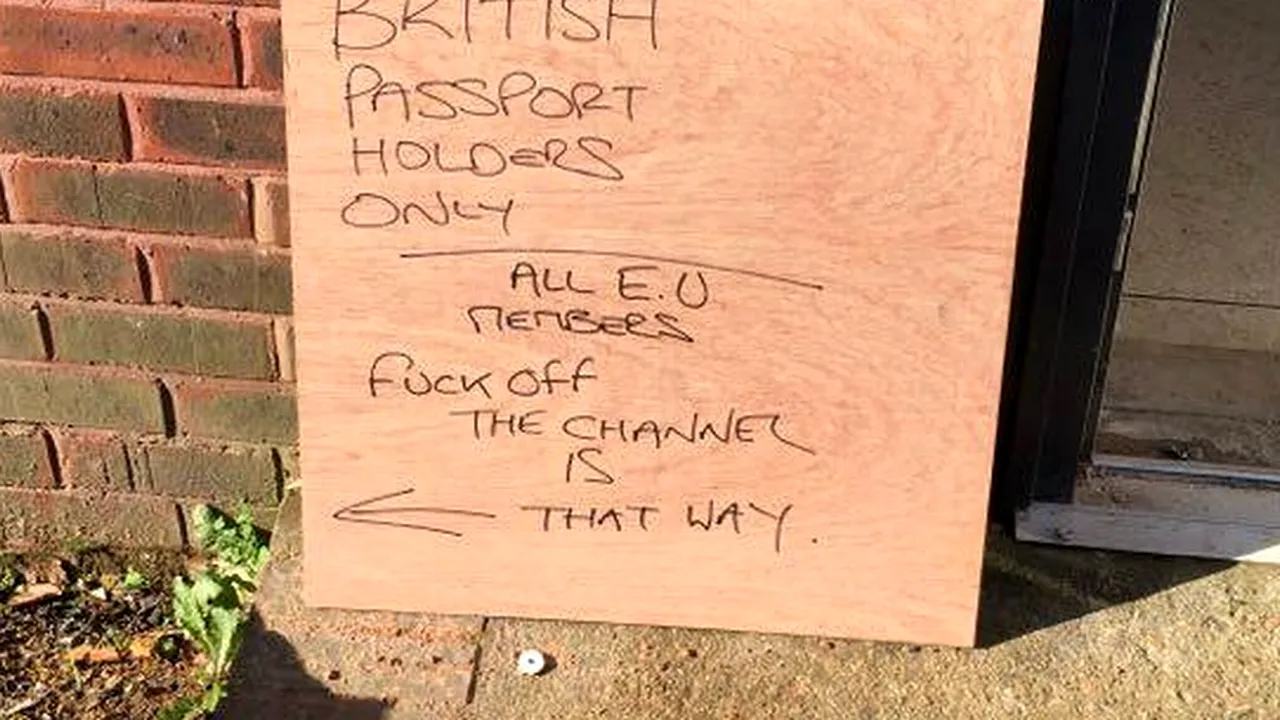 BRITISH
PASSPORT
HOLDERS
ONLY
ALL E.U
MEMBERS
FUCK OFF
THE CHANNEL
IS
THAT WAY.